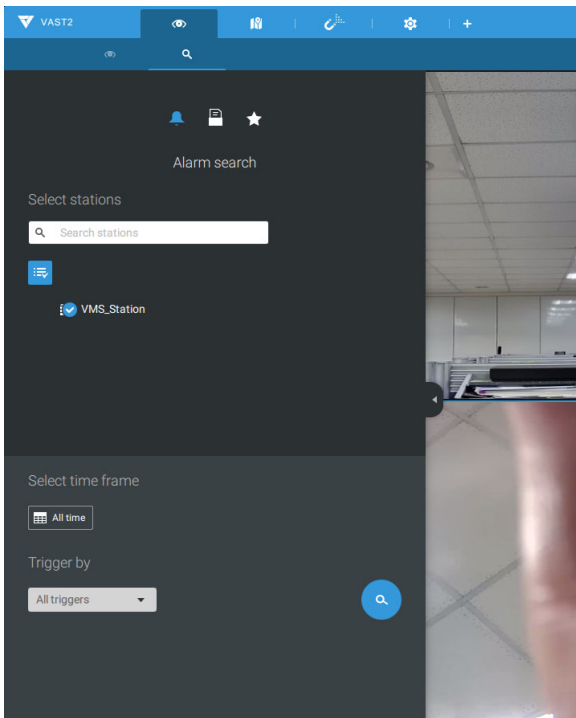 VAST2
Alarm search
Select stations
Search stations
VMS_Station
Select time frame
All time
Trigger by
All triggers